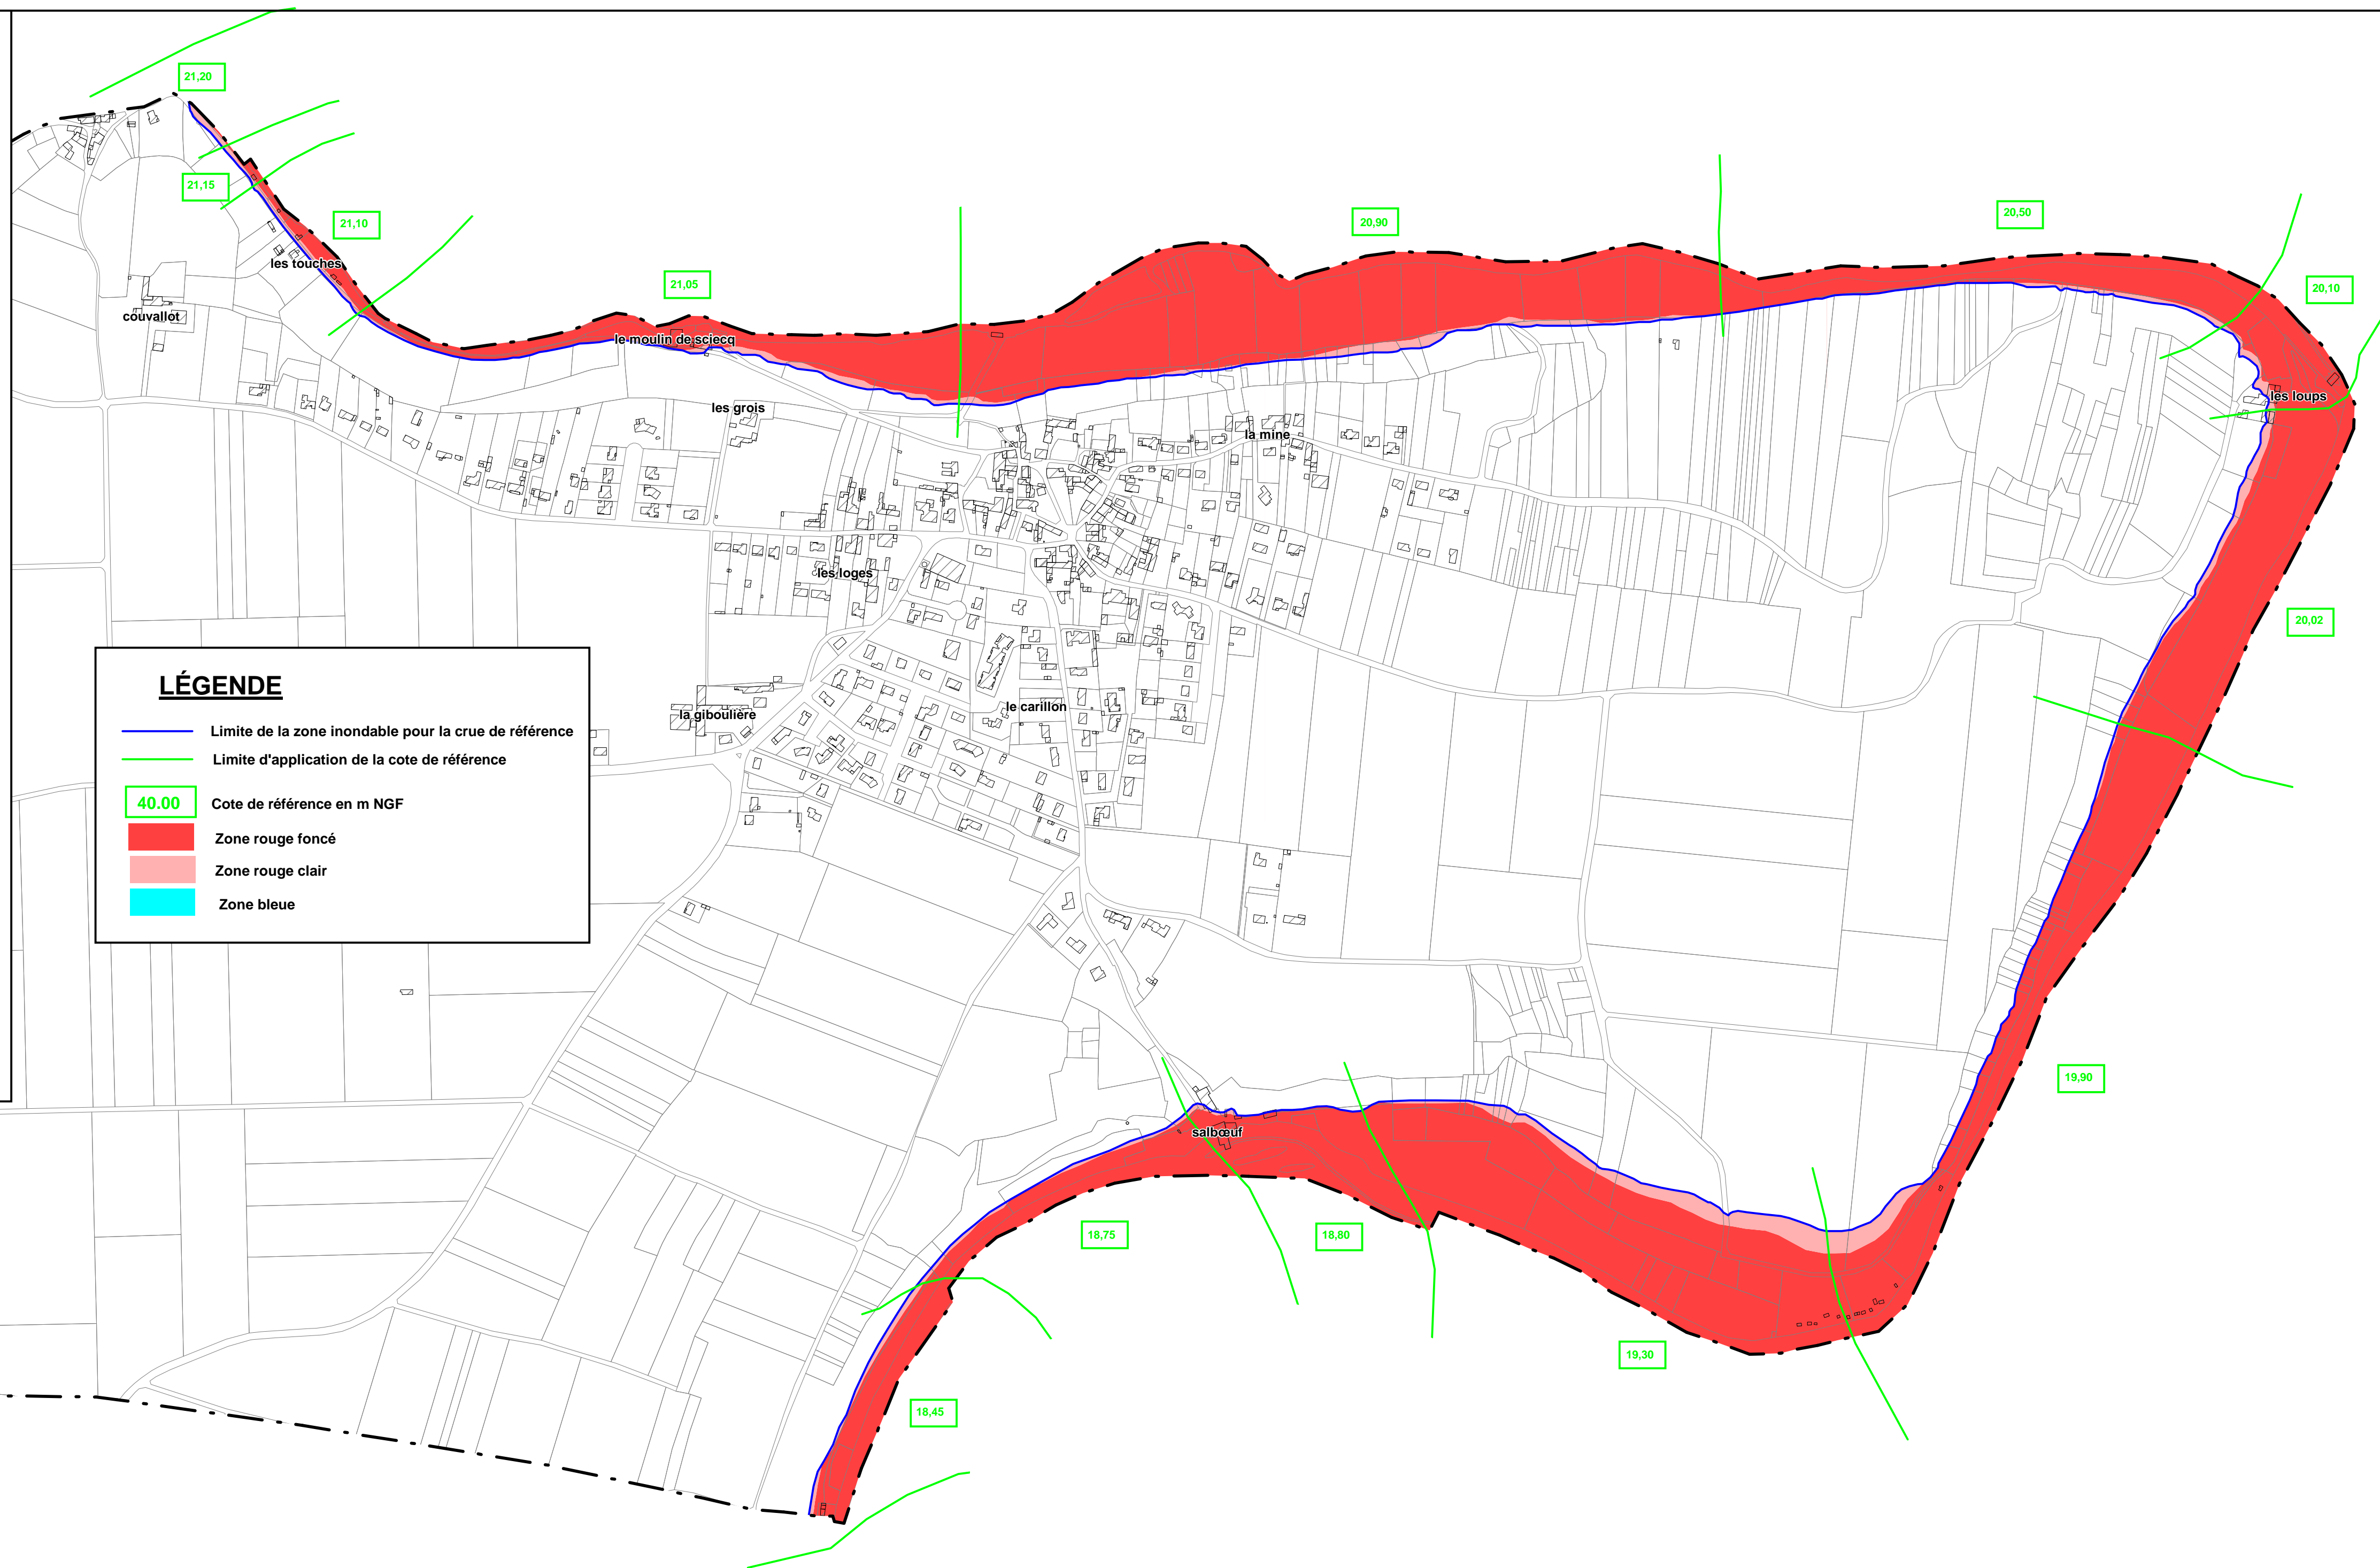 21,20
21,15
21,10
les touches
couvallot
21,05
le moulin de sciecq
20,90
20,50
20,10
les grois
la mine
les loups
les loges
20,02
la giboulière
le carillon
LÉGENDE
Limite de la zone inondable pour la crue de référence
Limite d'application de la cote de référence
40.00 Cote de référence en m NGF
Zone rouge foncé
Zone rouge clair
Zone bleue
19,90
salbœuf
18,75
18,80
19,30
18,45